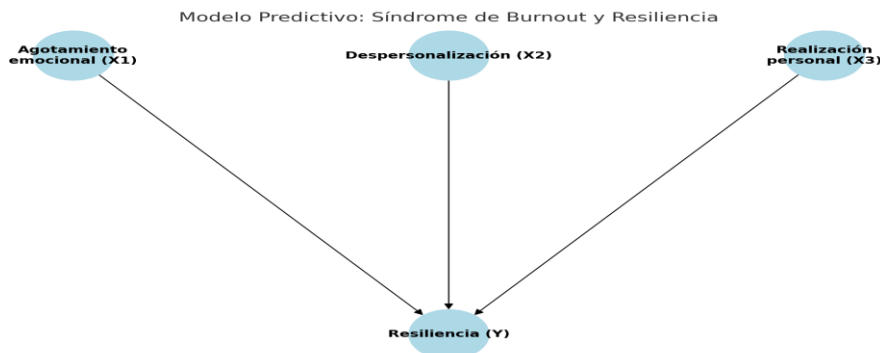 Modelo Predictivo: Síndrome de Burnout y Resiliencia
Agotamiento
emocional (X1)
Despersonalización (X2)
Realización
personal (X3)
Resiliencia (Y)